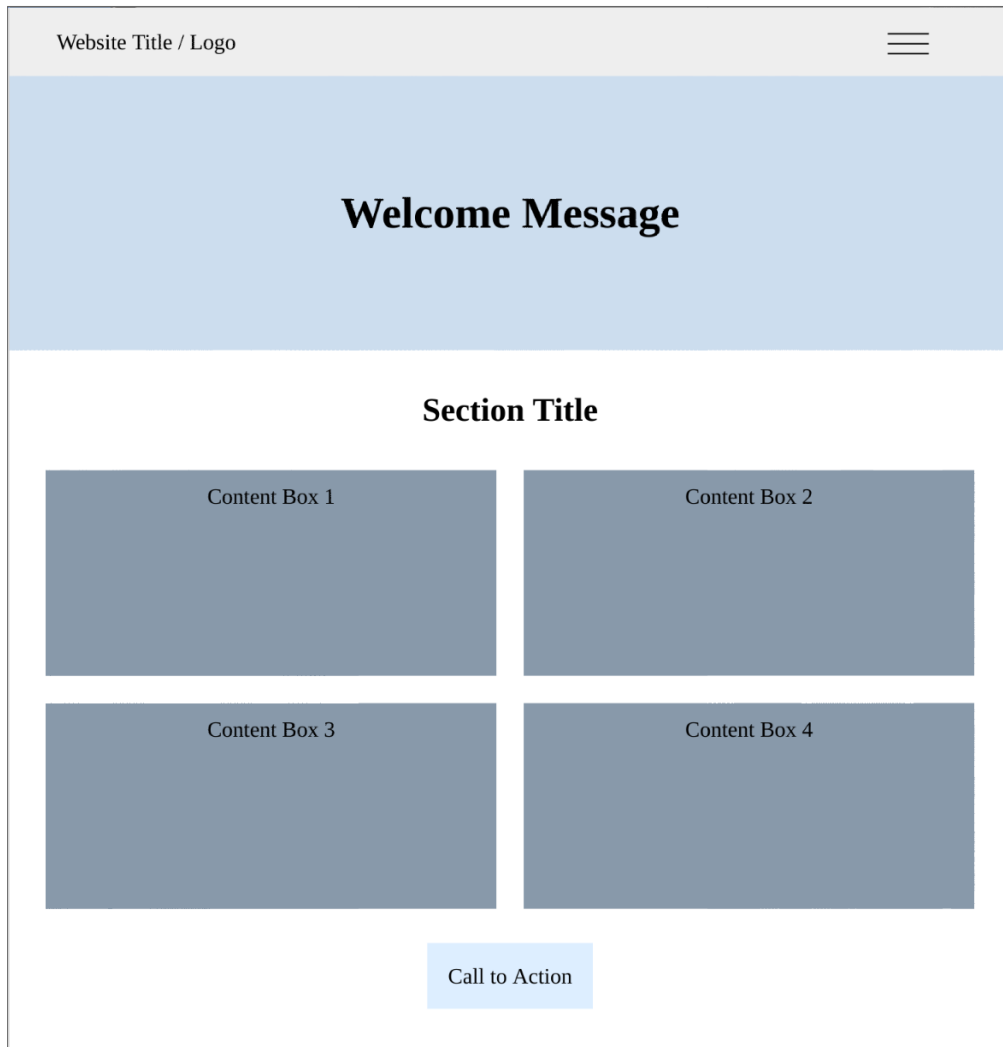 Website Title / Logo
Welcome Message
Section Title
Content Box 1
Content Box 2
Content Box 3
Content Box 4
Call to Action